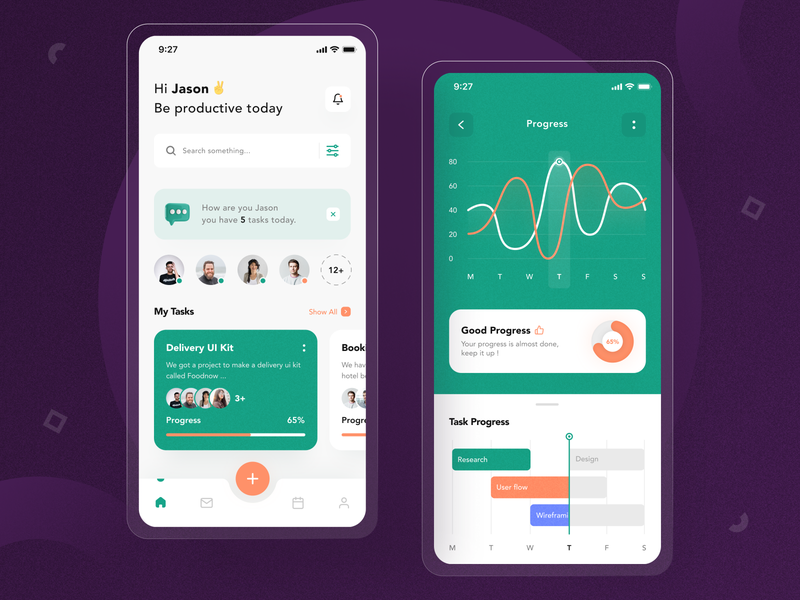 9:27
Hi Jason ✌️
Be productive today
Search something...
How are you Jason
you have 5 tasks today.
12+
My Tasks
Show All
Delivery UI Kit
We got a project to make a delivery ui kit
called Foodnow ...
3+
Progress 65%
Book
We hav
hotel b
Progre
9:27
Progress
80
60
40
20
0
M T W T F S S
Good Progress
Your progress is almost done,
keep it up !
65%
Task Progress
Research
Design
User flow
Wirefram
M T W T F S